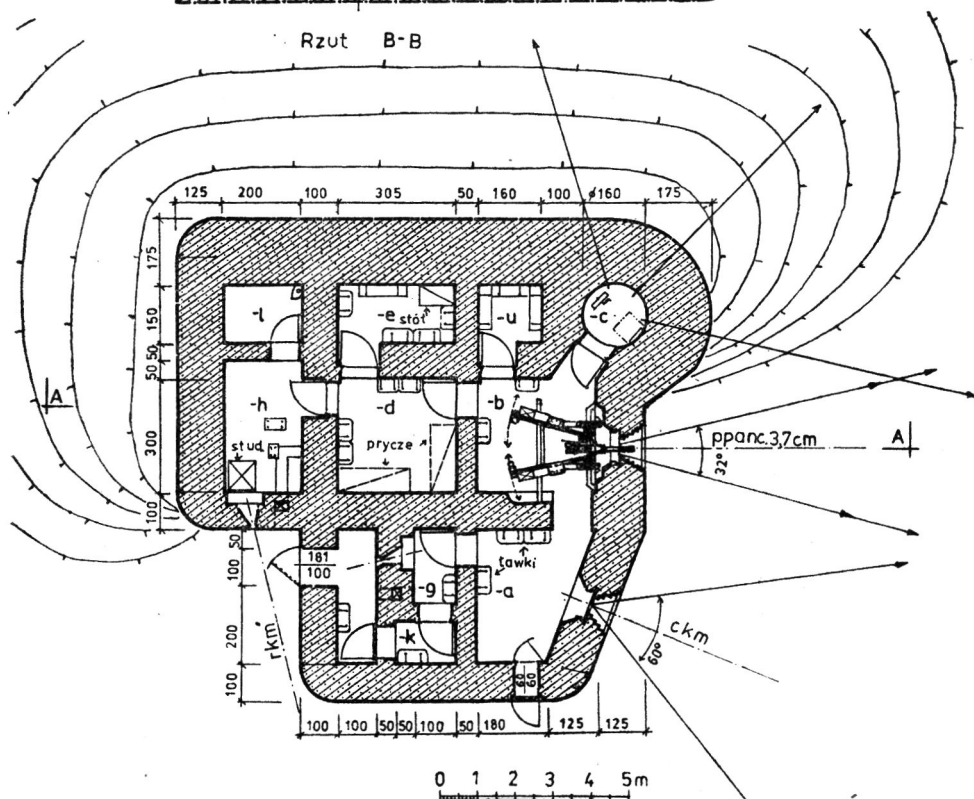 Rzut B-B
125 200 100 305 50 160 100 ø160 175
175
150
50
50
300
100
-l
-e stół
-u
-c
-h
-d
-b
prycze
stud.
A
A
ppanc. 3,7cm
32°
50
100
200
100
181
100
-g
ławki
-a
-k
rkm
ckm
60°
60
60
100 100 50 50 100 50 180 125 125
0 1 2 3 4 5m